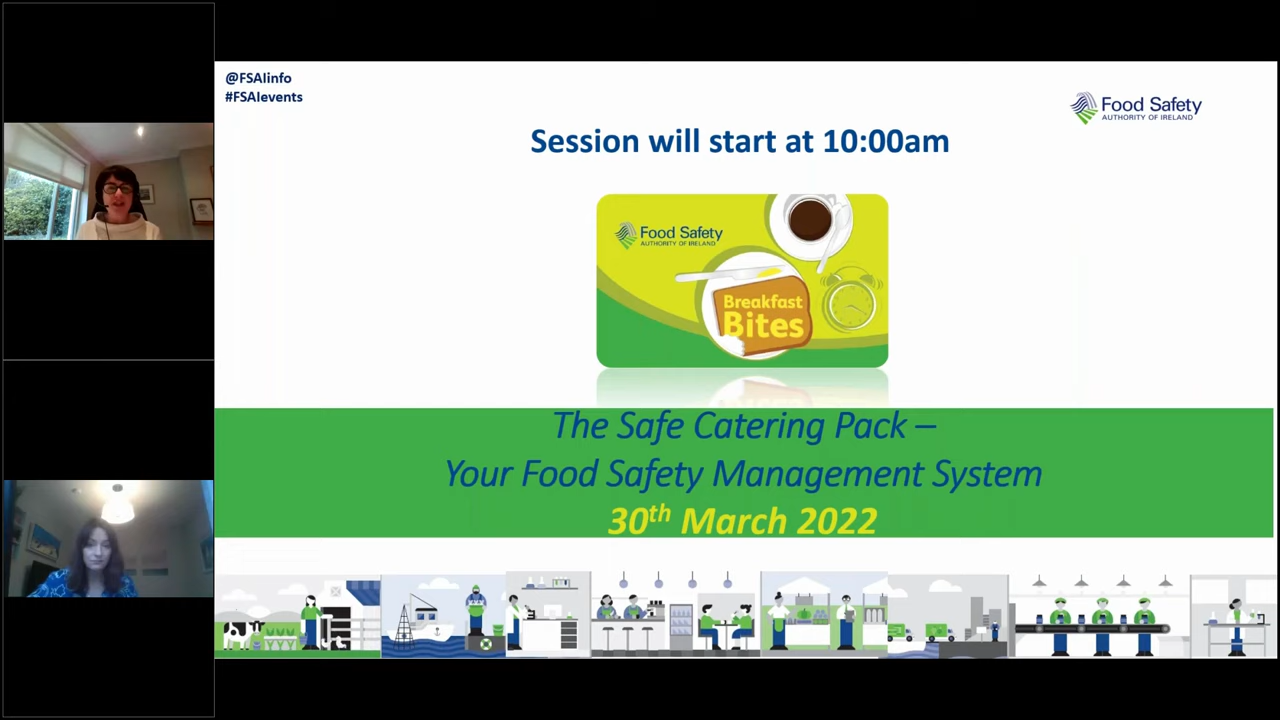 @FSAIinfo
#FSAIevents
Food Safety
AUTHORITY OF IRELAND
Session will start at 10:00am
Food Safety
AUTHORITY OF IRELAND
Breakfast
Bites
The Safe Catering Pack –
Your Food Safety Management System
30th March 2022